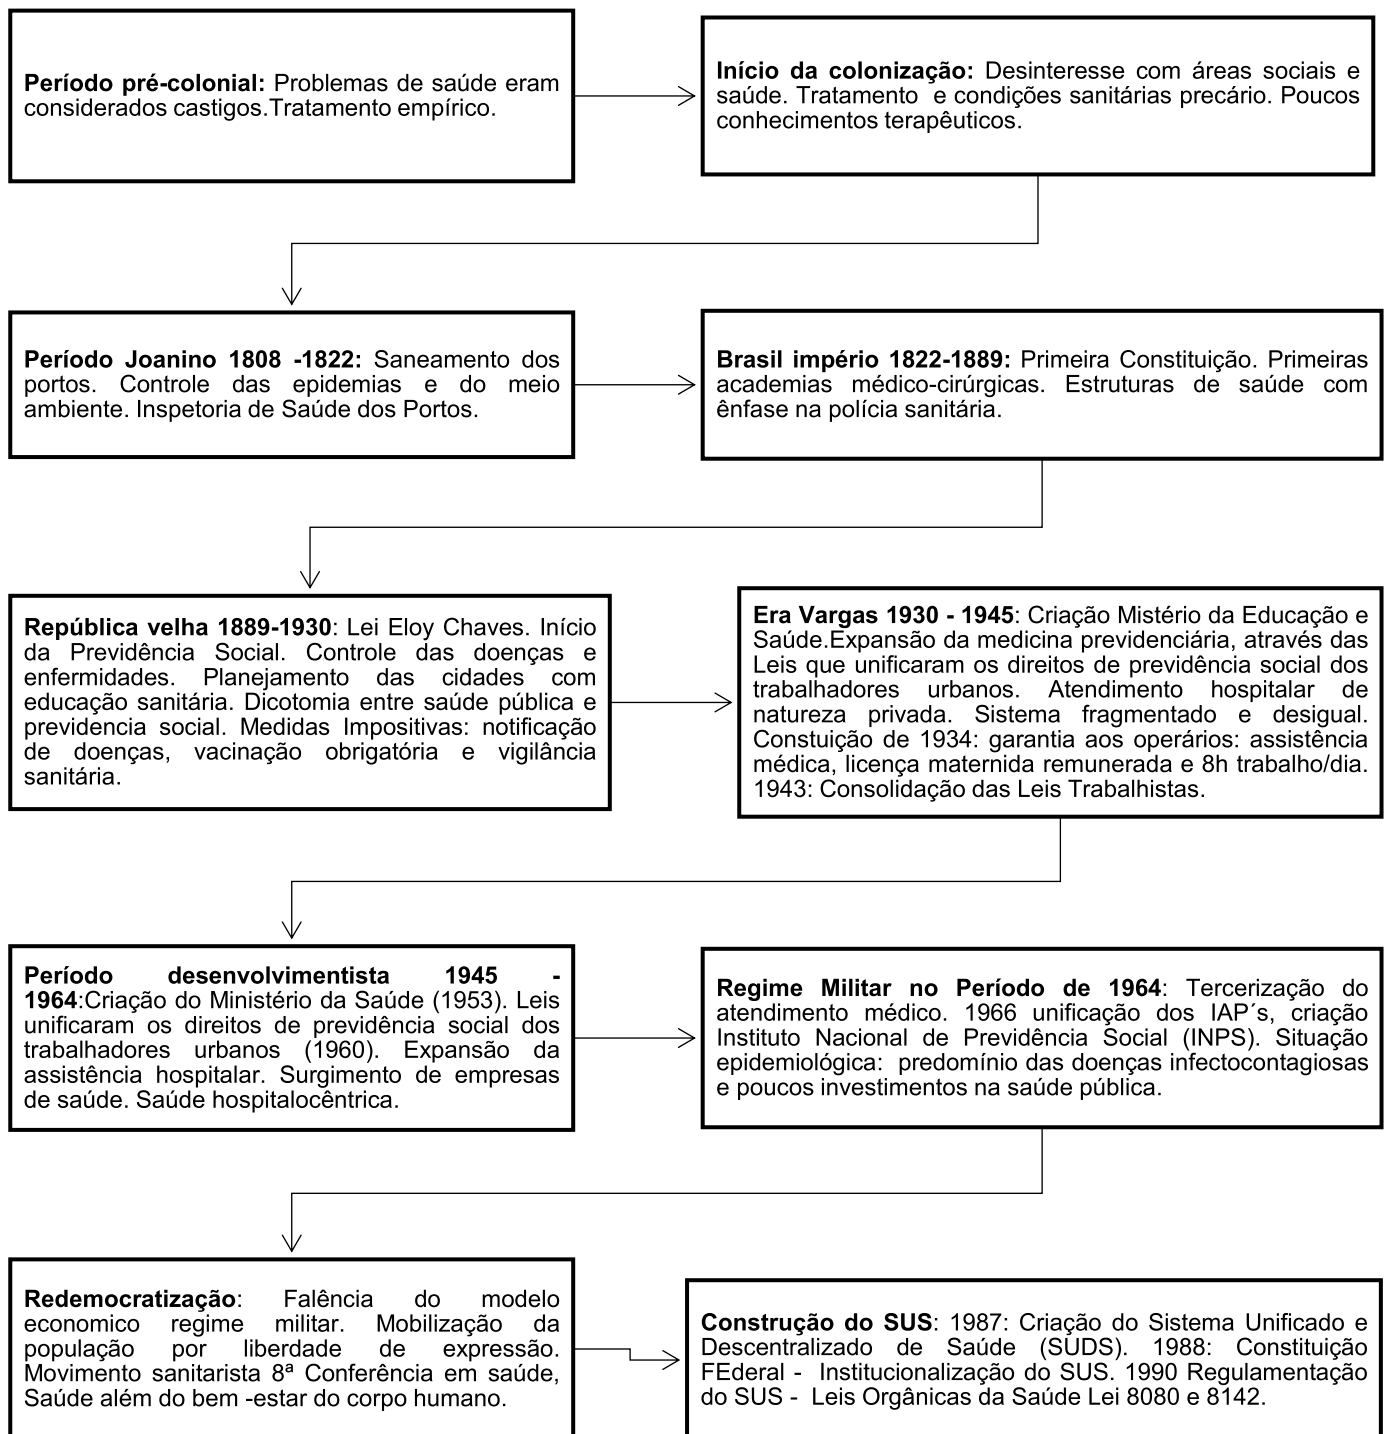 Período pré-colonial: Problemas de saúde eram
considerados castigos.Tratamento empírico.
Início da colonização: Desinteresse com áreas sociais e
saúde. Tratamento e condições sanitárias precário. Poucos
conhecimentos terapêuticos.
Período Joanino 1808 -1822: Saneamento dos
portos. Controle das epidemias e do meio
ambiente. Inspetoria de Saúde dos Portos.
Brasil império 1822-1889: Primeira Constituição. Primeiras
academias médico-cirúrgicas. Estruturas de saúde com
ênfase na polícia sanitária.
República velha 1889-1930: Lei Eloy Chaves. Início
da Previdência Social. Controle das doenças e
enfermidades. Planejamento das cidades com
educação sanitária. Dicotomia entre saúde pública e
previdencia social. Medidas Impositivas: notificação
de doenças, vacinação obrigatória e vigilância
sanitária.
Era Vargas 1930 - 1945: Criação Mistério da Educação e
Saúde.Expansão da medicina previdenciária, através das
Leis que unificaram os direitos de previdência social dos
trabalhadores urbanos. Atendimento hospitalar de
natureza privada. Sistema fragmentado e desigual.
Constuição de 1934: garantia aos operários: assistência
médica, licença maternida remunerada e 8h trabalho/dia.
1943: Consolidação das Leis Trabalhistas.
Período desenvolvimentista 1945 -
1964:Criação do Ministério da Saúde (1953). Leis
unificaram os direitos de previdência social dos
trabalhadores urbanos (1960). Expansão da
assistência hospitalar. Surgimento de empresas
de saúde. Saúde hospitalocêntrica.
Regime Militar no Período de 1964: Tercerização do
atendimento médico. 1966 unificação dos IAP´s, criação
Instituto Nacional de Previdência Social (INPS). Situação
epidemiológica: predomínio das doenças infectocontagiosas
e poucos investimentos na saúde pública.
Redemocratização: Falência do modelo
economico regime militar. Mobilização da
população por liberdade de expressão.
Movimento sanitarista 8ª Conferência em saúde,
Saúde além do bem -estar do corpo humano.
Construção do SUS: 1987: Criação do Sistema Unificado e
Descentralizado de Saúde (SUDS). 1988: Constituição
FEderal - Institucionalização do SUS. 1990 Regulamentação
do SUS - Leis Orgânicas da Saúde Lei 8080 e 8142.